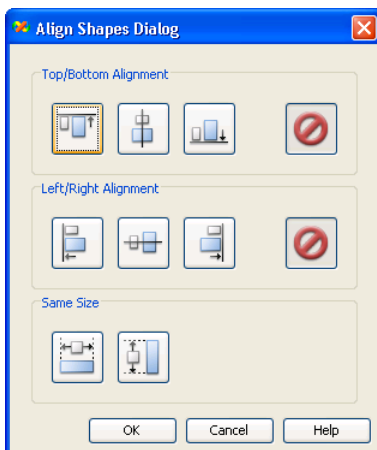 Align Shapes Dialog
Top/Bottom Alignment
Left/Right Alignment
Same Size
OK
Cancel
Help